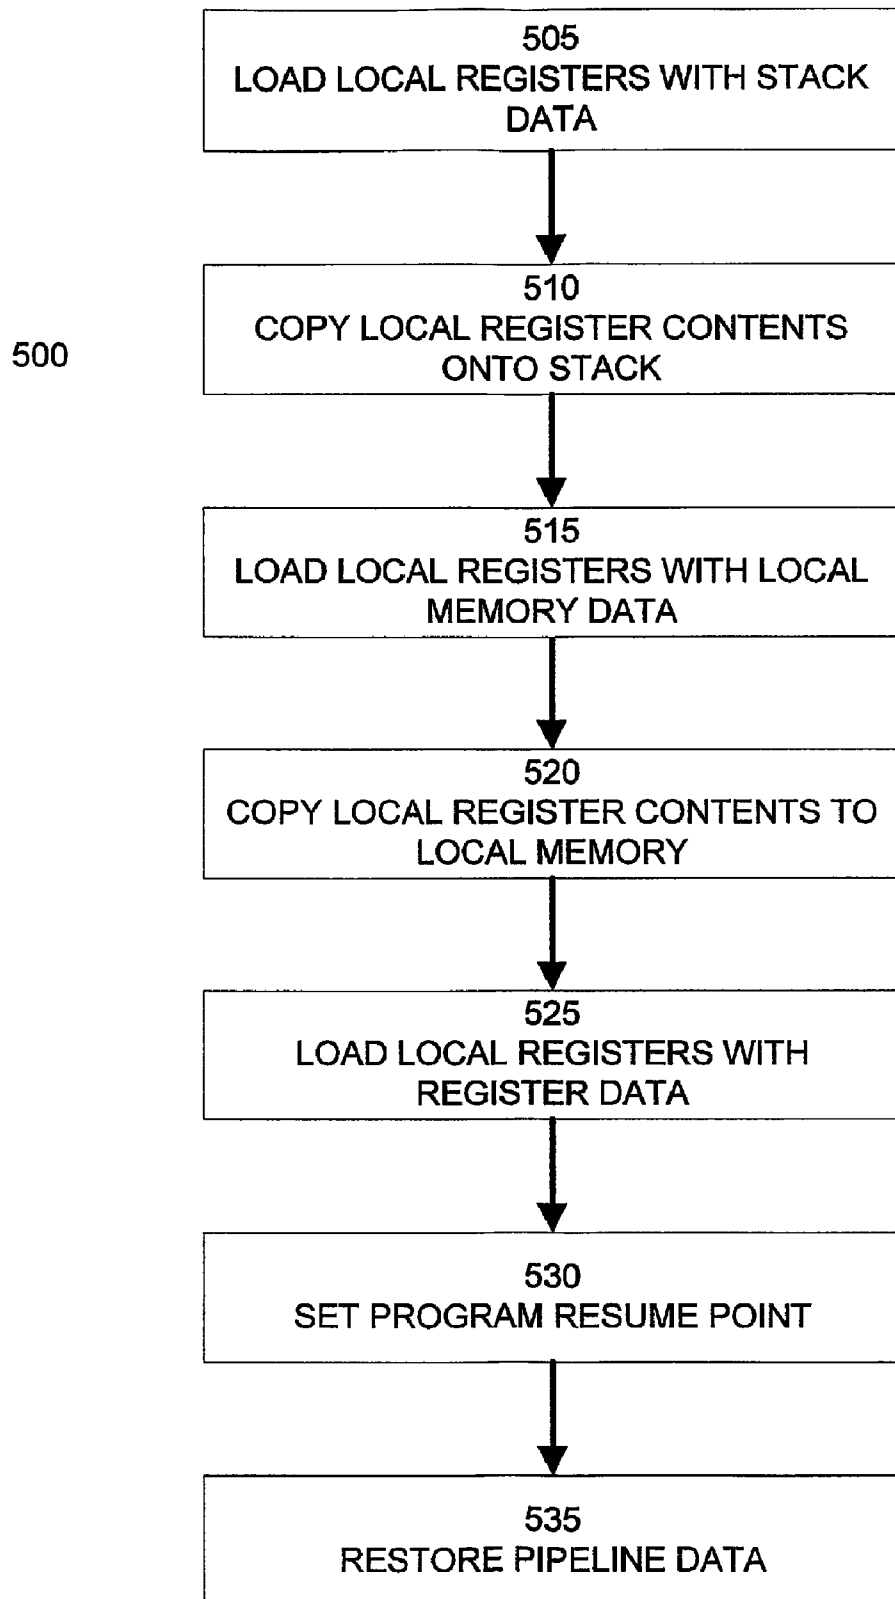 505
LOAD LOCAL REGISTERS WITH STACK
DATA
510
COPY LOCAL REGISTER CONTENTS
ONTO STACK
500
515
LOAD LOCAL REGISTERS WITH LOCAL
MEMORY DATA
520
COPY LOCAL REGISTER CONTENTS TO
LOCAL MEMORY
525
LOAD LOCAL REGISTERS WITH
REGISTER DATA
530
SET PROGRAM RESUME POINT
535
RESTORE PIPELINE DATA